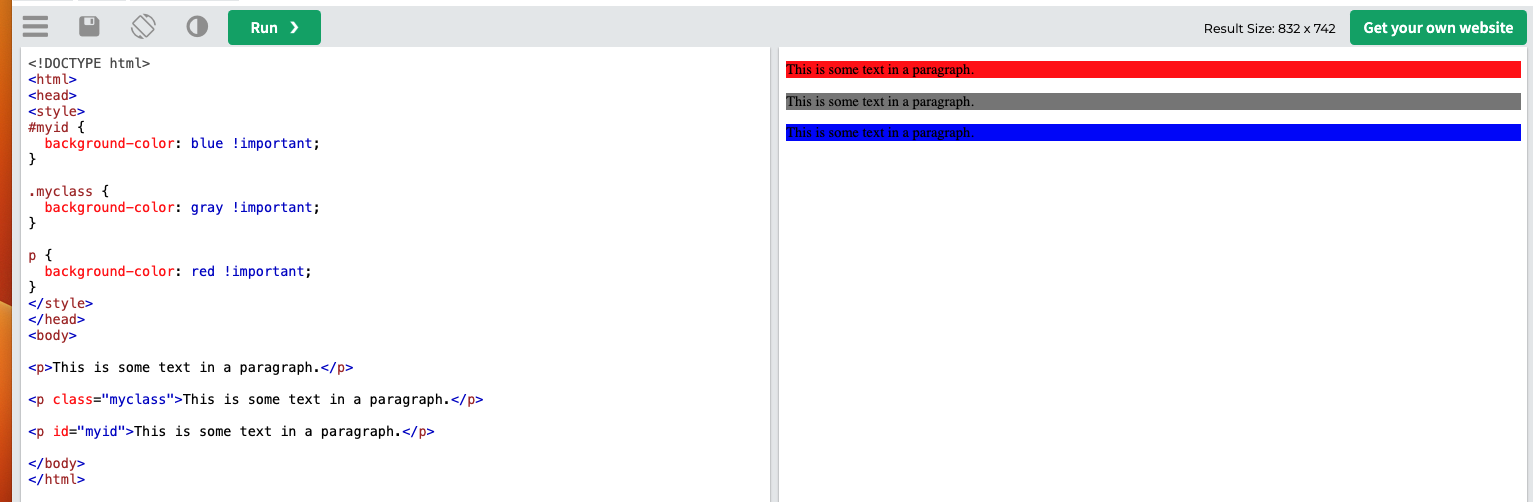 Run ❯
Result Size: 832 x 742
Get your own website
<!DOCTYPE html>
<html>
<head>
<style>
#myid {
  background-color: blue !important;
}

.myclass {
  background-color: gray !important;
}

p {
  background-color: red !important;
}
</style>
</head>
<body>

<p>This is some text in a paragraph.</p>

<p class="myclass">This is some text in a paragraph.</p>

<p id="myid">This is some text in a paragraph.</p>

</body>
</html>
This is some text in a paragraph.
This is some text in a paragraph.
This is some text in a paragraph.